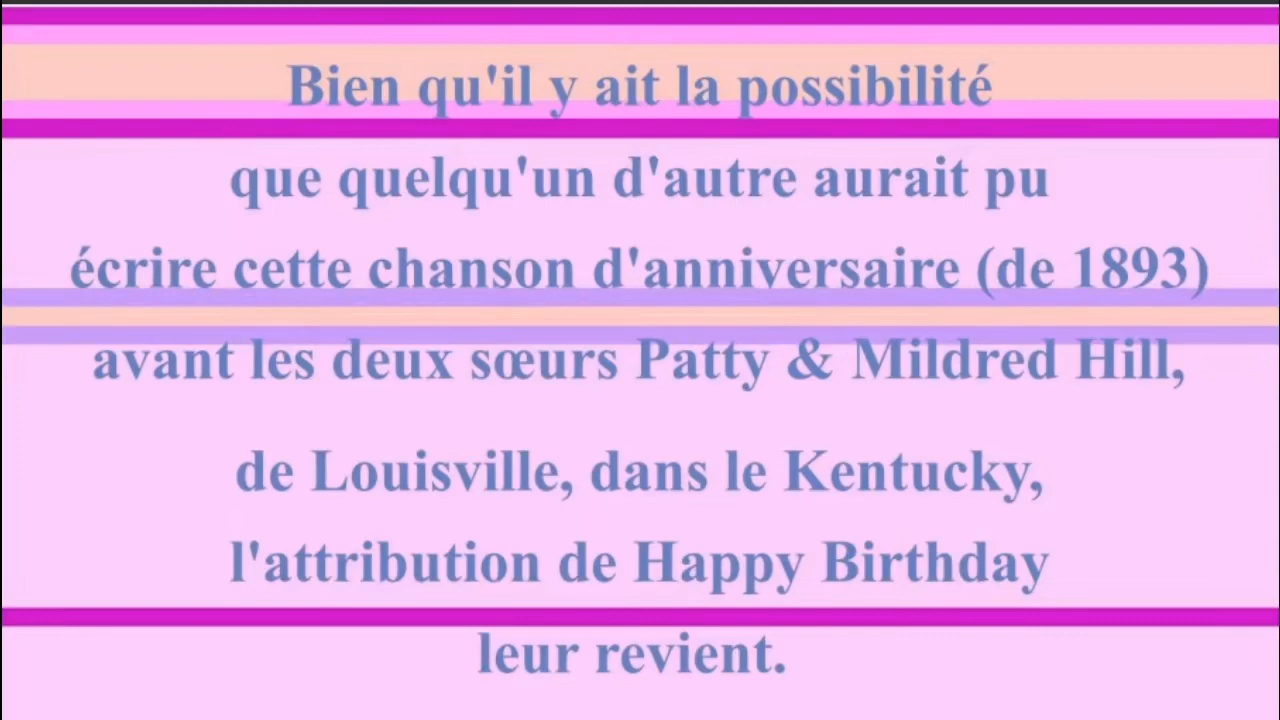 Bien qu'il y ait la possibilité
que quelqu'un d'autre aurait pu
écrire cette chanson d'anniversaire (de 1893)
avant les deux sœurs Patty & Mildred Hill,
de Louisville, dans le Kentucky,
l'attribution de Happy Birthday
leur revient.